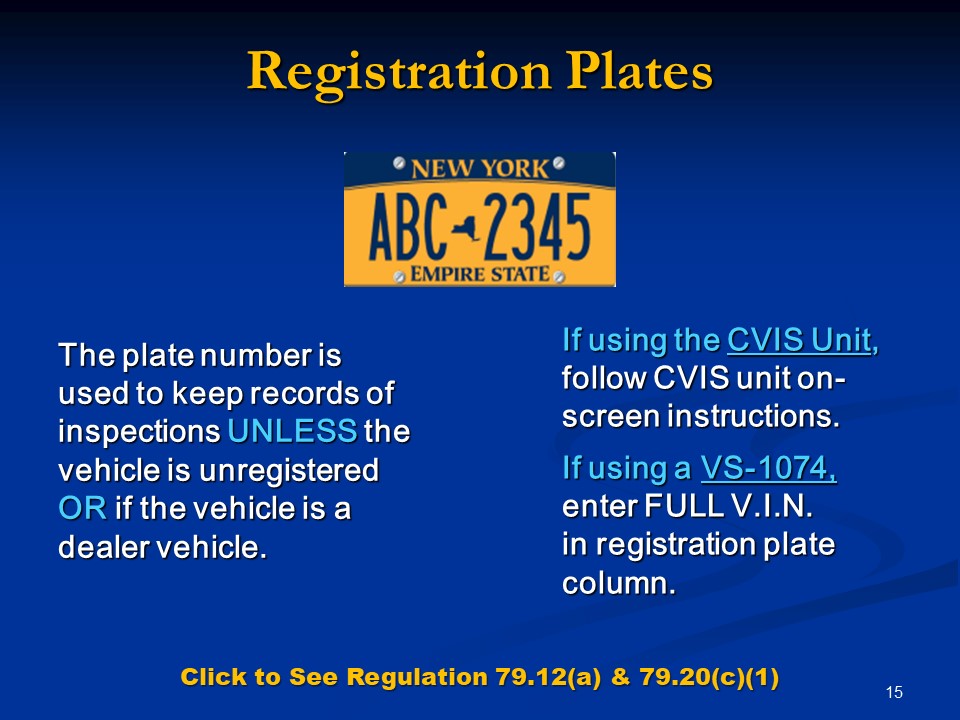 Registration Plates
NEW YORK
ABC 2345
EMPIRE STATE
The plate number is
used to keep records of
inspections UNLESS the
vehicle is unregistered
OR if the vehicle is a
dealer vehicle.
If using the CVIS Unit,
follow CVIS unit on-
screen instructions.
If using a VS-1074,
enter FULL V.I.N.
in registration plate
column.
Click to See Regulation 79.12(a) & 79.20(c)(1)
15